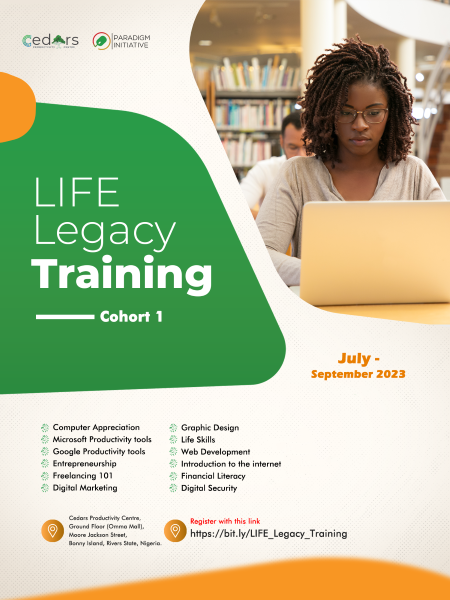 Cedars
PRODUCTIVITY CENTRE
PARADIGM
INITIATIVE
LIFE
Legacy
Training
Cohort 1
July -
September 2023
Computer Appreciation
Microsoft Productivity tools
Google Productivity tools
Entrepreneurship
Freelancing 101
Digital Marketing
Graphic Design
Life Skills
Web Development
Introduction to the internet
Financial Literacy
Digital Security
Cedars Productivity Centre,
Ground Floor (Omma Mall),
Moore Jackson Street,
Bonny Island, Rivers State, Nigeria.
Register with this link
https://bit.ly/LIFE_Legacy_Training